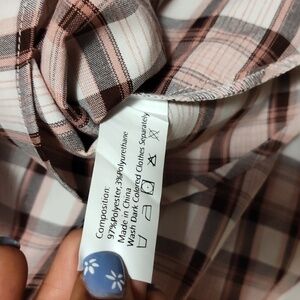 Composition:
97%Polyester,3%Polyurethane
Made in China
Wash Dark Colored Clothes Separately